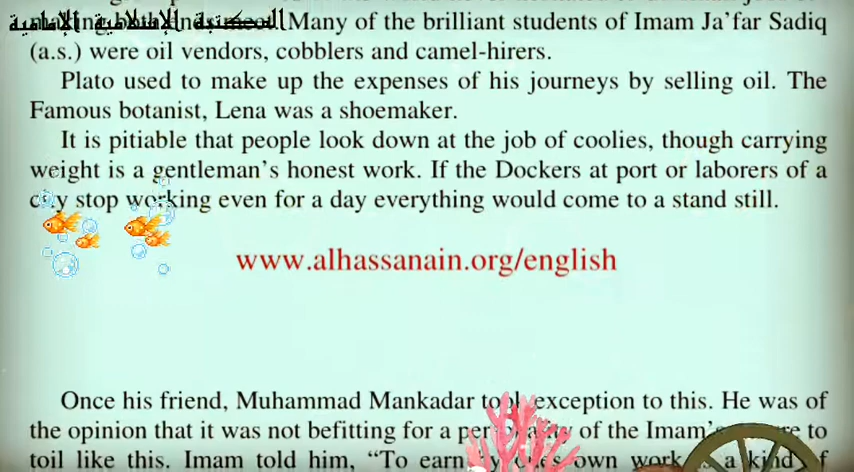 المكتبة الإسلامية الإمامية
Many of the brilliant students of Imam Ja'far Sadiq
(a.s.) were oil vendors, cobblers and camel-hirers.
Plato used to make up the expenses of his journeys by selling oil. The
Famous botanist, Lena was a shoemaker.
It is pitiable that people look down at the job of coolies, though carrying
weight is a gentleman's honest work. If the Dockers at port or laborers of a
city stop working even for a day everything would come to a stand still.
www.alhassanain.org/english
Once his friend, Muhammad Mankadar took exception to this. He was of
the opinion that it was not befitting for a of the Imam's to
toil like this. Imam told him, "To earn by own work a kind of